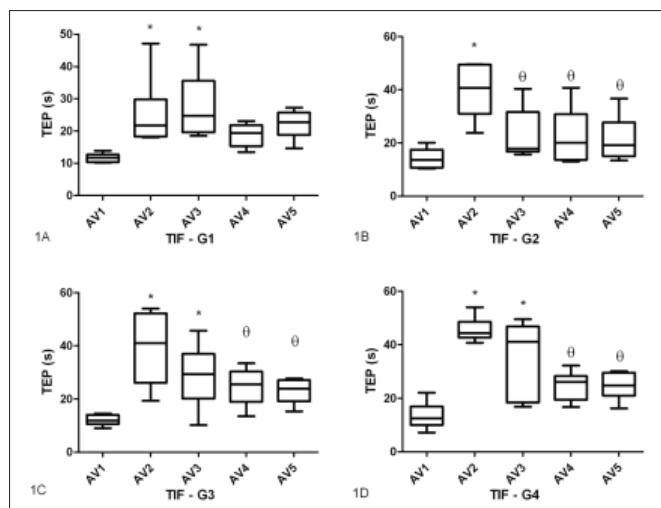 50
40
30
20
10
0
TEP (s)
* *
AV1 AV2 AV3 AV4 AV5
TIF - G1
1A
60
40
20
0
TEP (s)
* θ θ θ
AV1 AV2 AV3 AV4 AV5
TIF - G2
1B
60
40
20
0
TEP (s)
* * θ θ
AV1 AV2 AV3 AV4 AV5
TIF - G3
1C
60
40
20
0
TEP (s)
* * θ θ
AV1 AV2 AV3 AV4 AV5
TIF - G4
1D